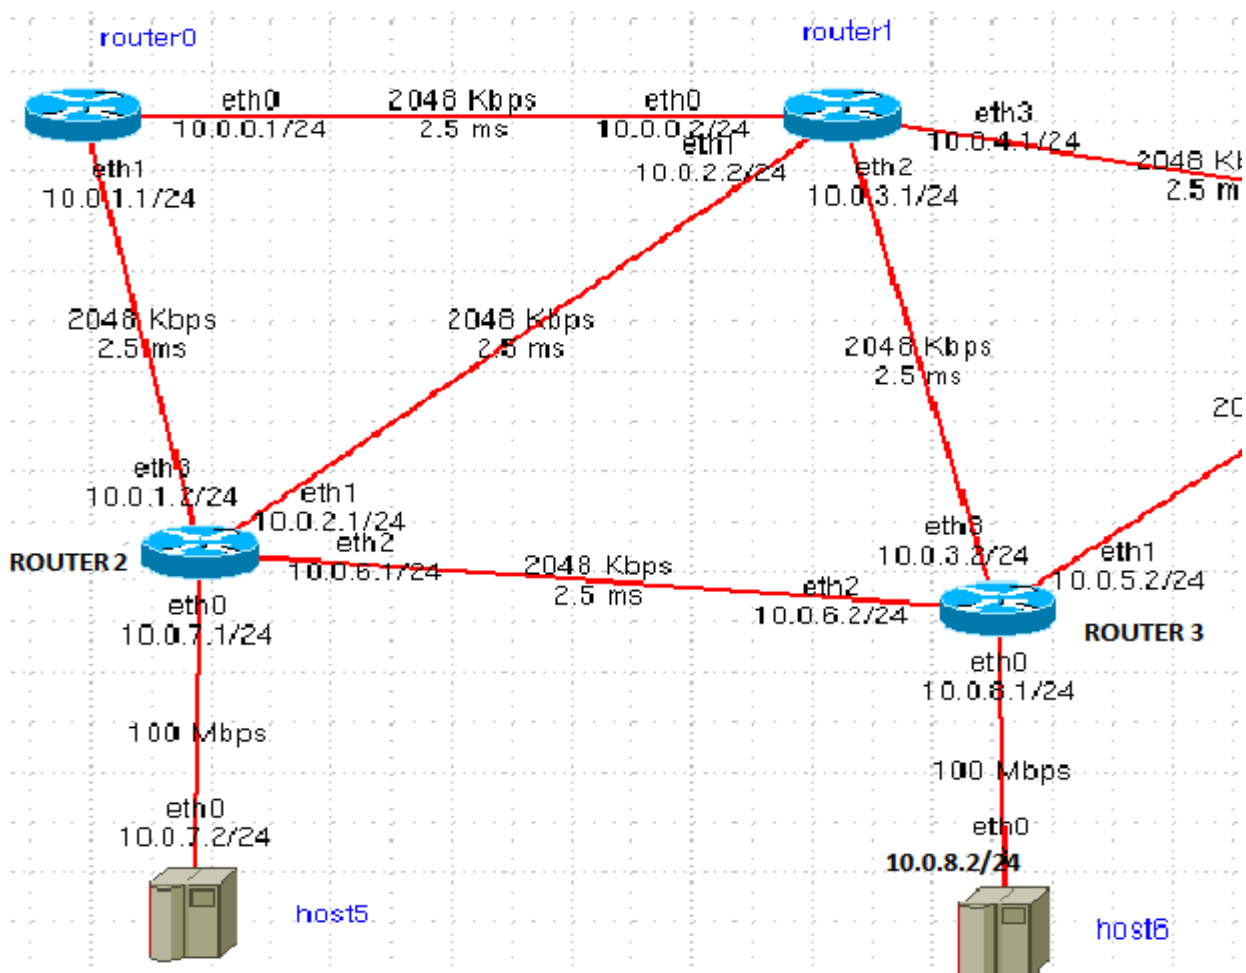 router0
router1
eth0
10.0.0.1/24
2048 Kbps
2.5 ms
eth0
10.0.0.2/24
eth1
10.0.2.2/24
eth3
10.0.4.1/24
2048 Kb
2.5 m
eth1
10.0.1.1/24
eth2
10.0.3.1/24
2048 Kbps
2.5 ms
2048 Kbps
2.5 ms
2048 Kbps
2.5 ms
20
eth3
10.0.1.2/24
eth1
10.0.2.1/24
ROUTER 2
eth2
10.0.6.1/24
2048 Kbps
2.5 ms
eth3
10.0.3.2/24
eth1
10.0.5.2/24
eth2
10.0.6.2/24
ROUTER 3
eth0
10.0.7.1/24
eth0
10.0.8.1/24
100 Mbps
100 Mbps
eth0
10.0.7.2/24
eth0
10.0.8.2/24
host5
host6